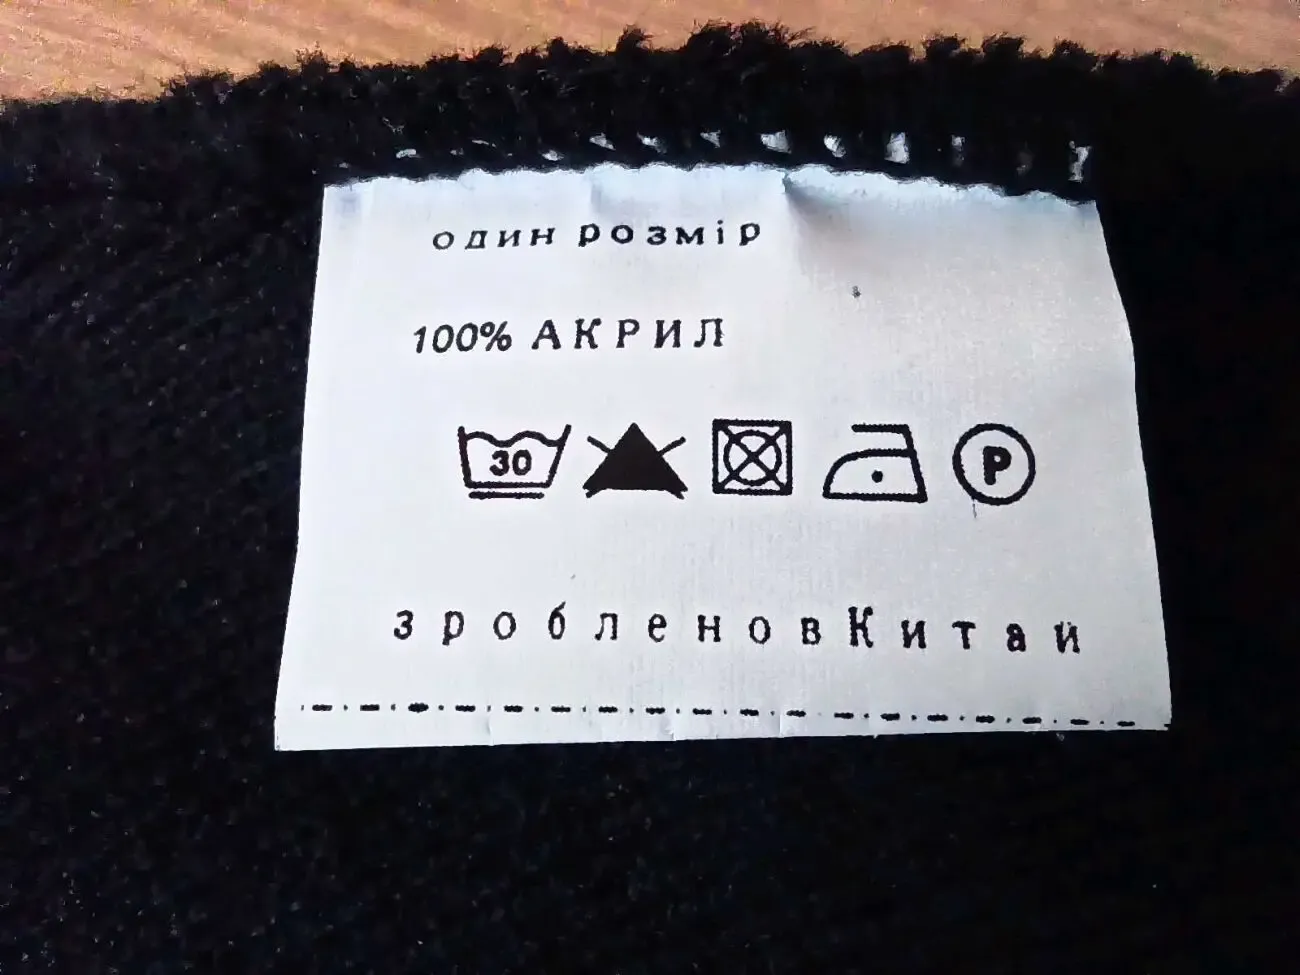 один розмір
100% АКРИЛ
30 P
зробленовКитай